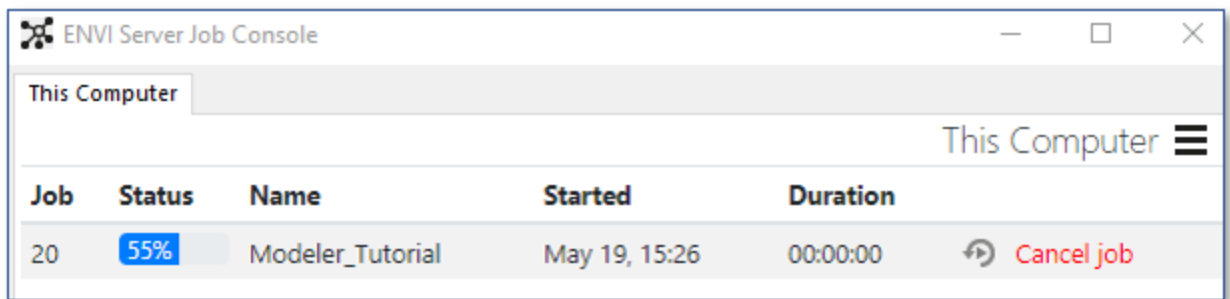 ENVI Server Job Console
This Computer
This Computer
Job Status Name Started Duration
20 55% Modeler_Tutorial May 19, 15:26 00:00:00 Cancel job